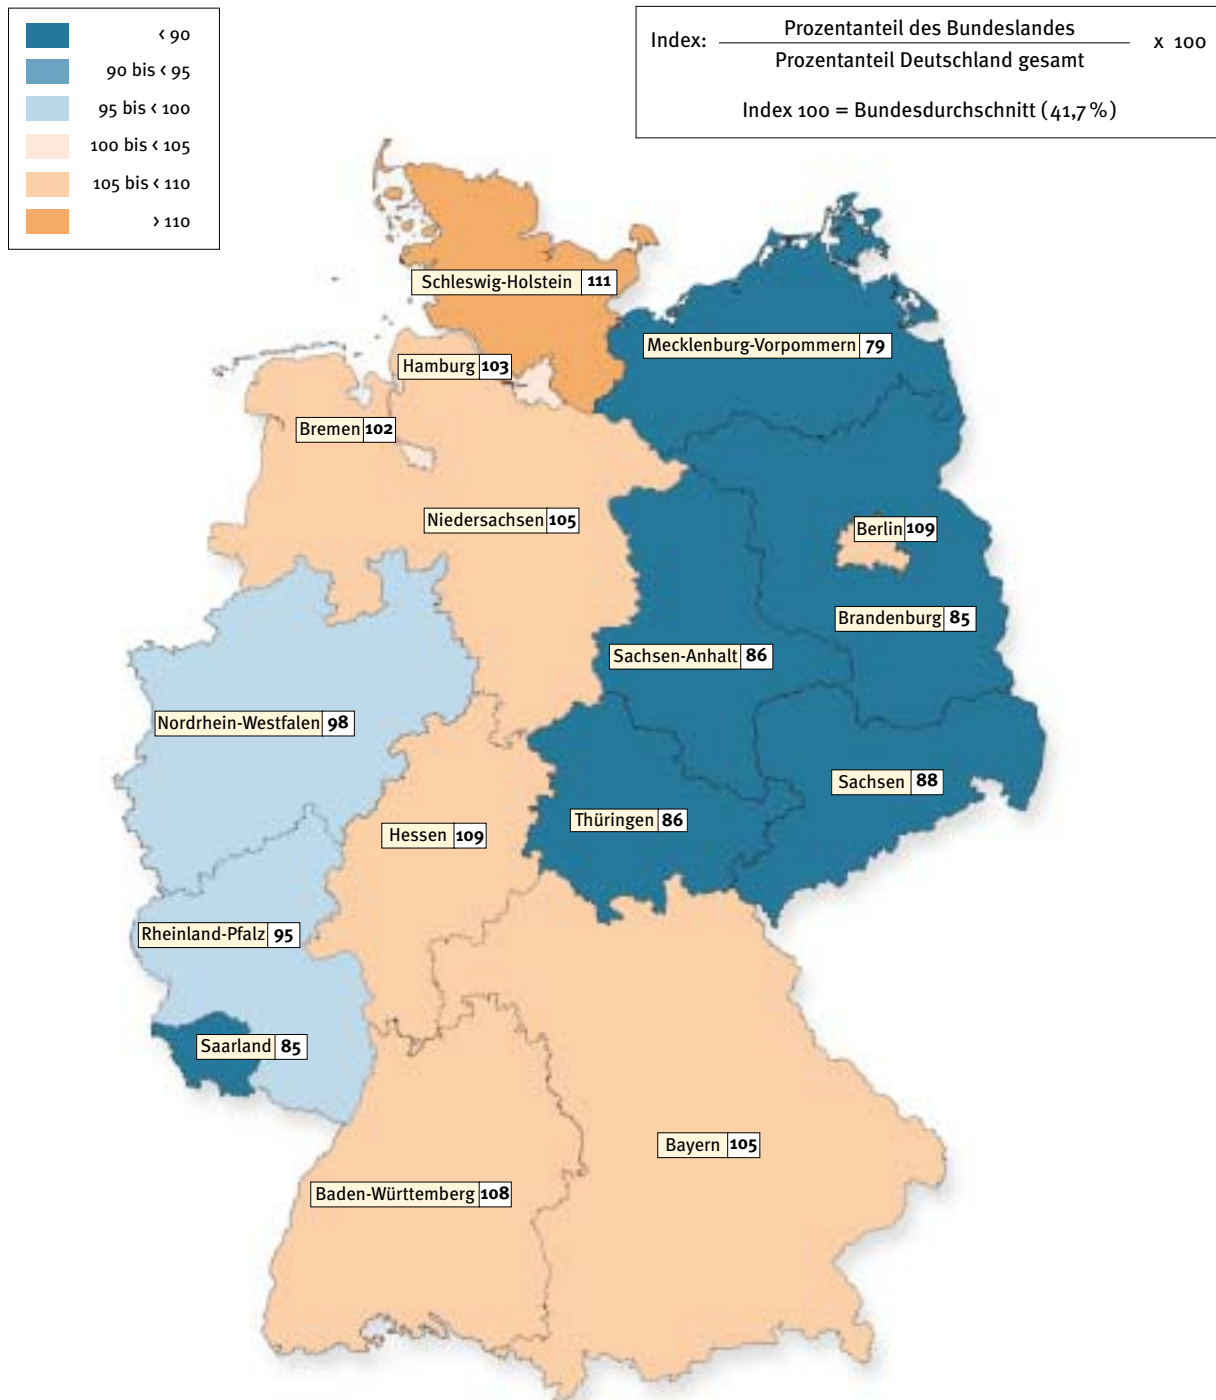 < 90
90 bis < 95
95 bis < 100
100 bis < 105
105 bis < 110
> 110
Prozentanteil des Bundeslandes
Index: x 100
Prozentanteil Deutschland gesamt
Index 100 = Bundesdurchschnitt (41,7 %)
Schleswig-Holstein 111
Mecklenburg-Vorpommern 79
Hamburg 103
Bremen 102
Niedersachsen 105
Berlin 109
Brandenburg 85
Sachsen-Anhalt 86
Nordrhein-Westfalen 98
Sachsen 88
Thüringen 86
Hessen 109
Rheinland-Pfalz 95
Saarland 85
Bayern 105
Baden-Württemberg 108